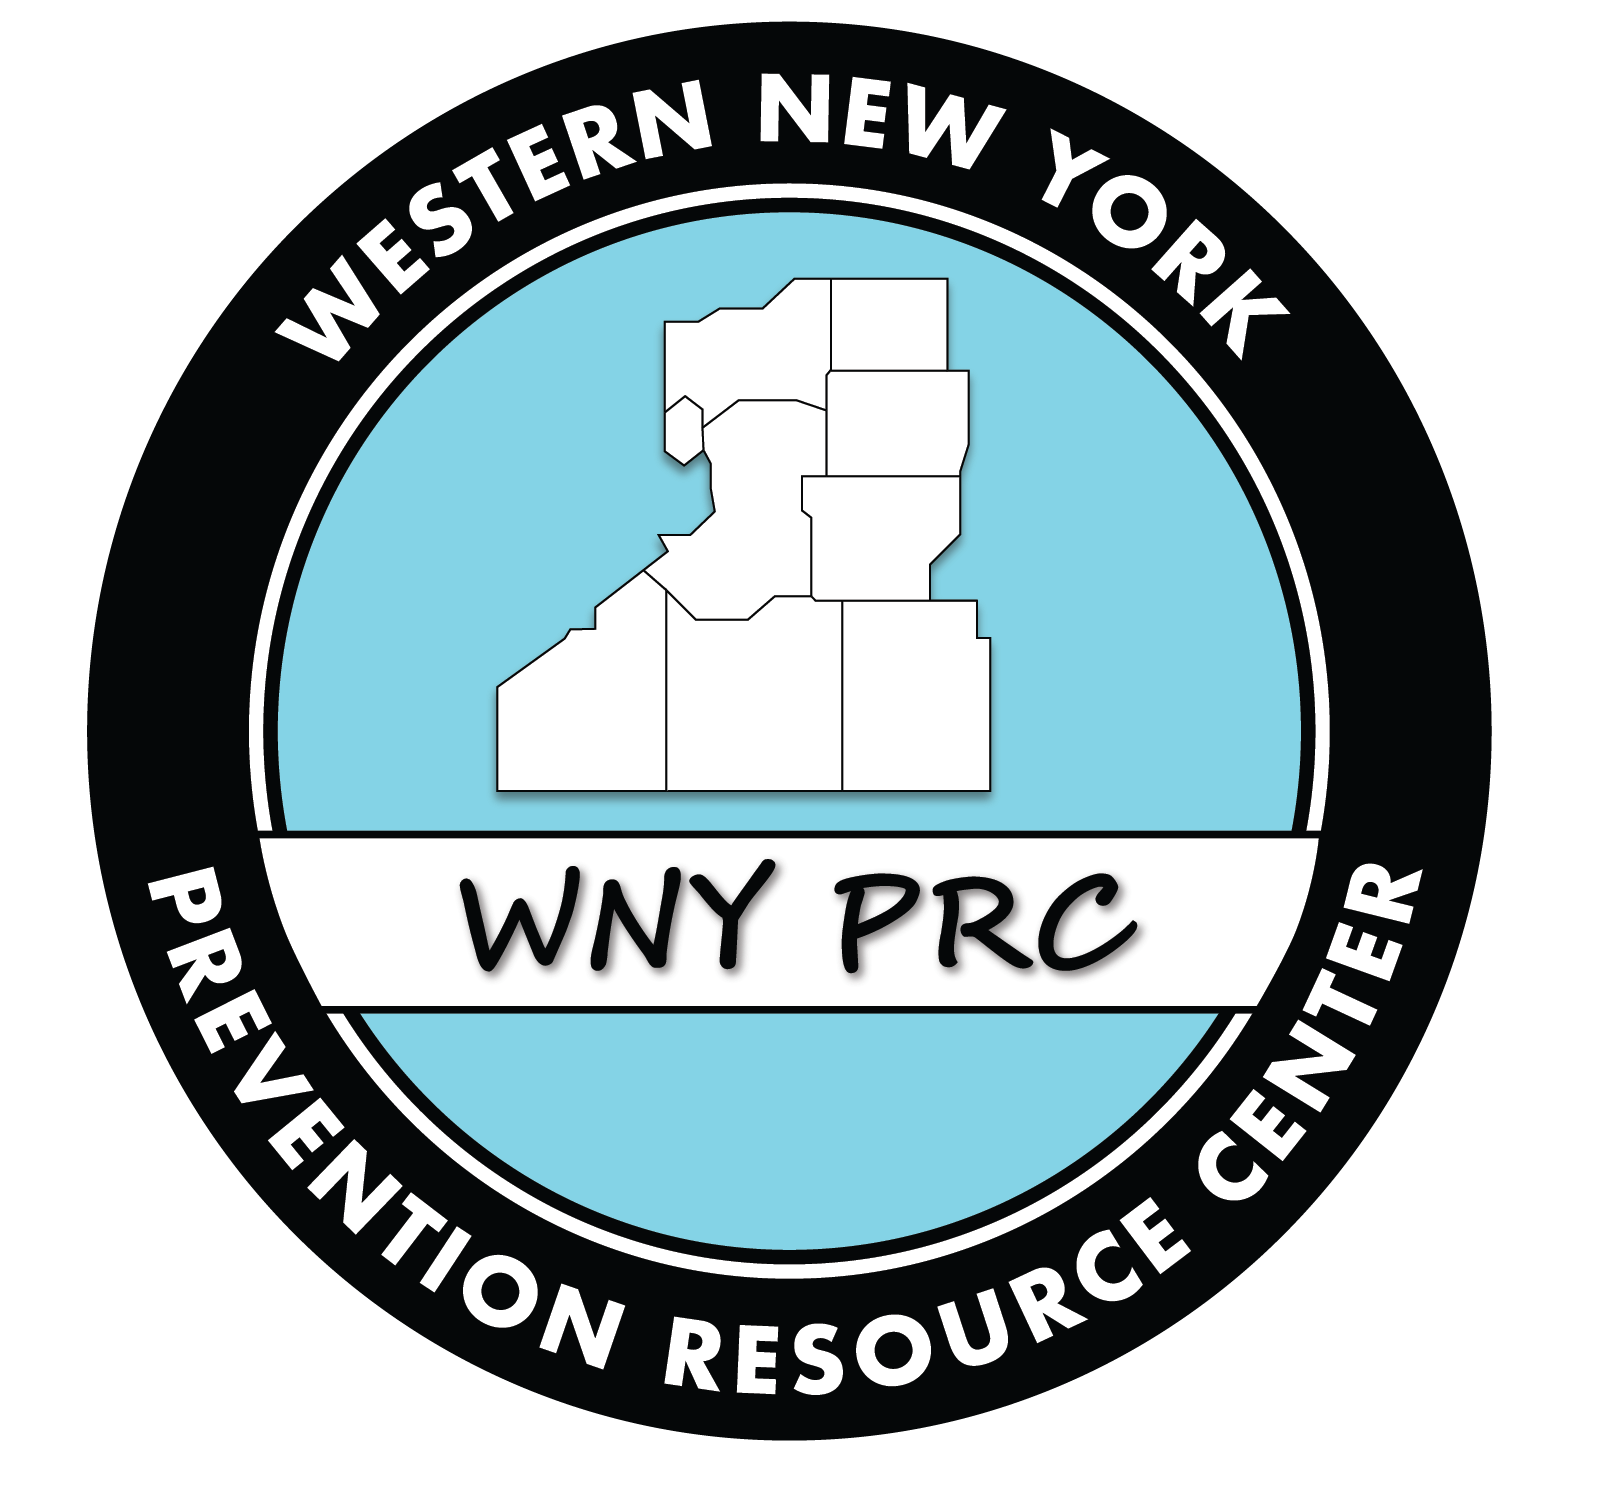 WESTERN NEW YORK
WNY PRC
PREVENTION RESOURCE CENTER